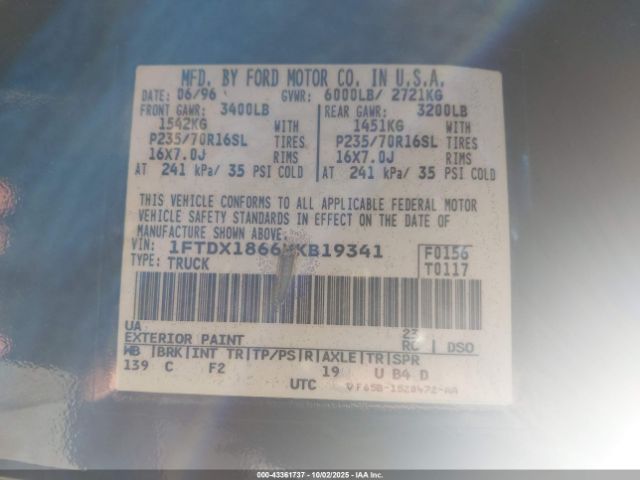 MFD. BY FORD MOTOR CO. IN U.S.A.
DATE: 06/96 GVWR: 6000LB/ 2721KG
FRONT GAWR: 3400LB REAR GAWR: 3200LB
1542KG WITH 1451KG WITH
P235/70R16SL TIRES P235/70R16SL TIRES
16X7.0J RIMS 16X7.0J RIMS
AT 241 kPa/ 35 PSI COLD AT 241 kPa/ 35 PSI COLD
THIS VEHICLE CONFORMS TO ALL APPLICABLE FEDERAL MOTOR
VEHICLE SAFETY STANDARDS IN EFFECT ON THE DATE OF
MANUFACTURE SHOWN ABOVE.
VIN: F0156
TYPE: TRUCK T0117
UA 23
EXTERIOR PAINT RC DSO
WB |BRK|INT TR|TP/PS|R|AXLE|TR|SPR
139 C F2 19 U B4 D
UTC
000-43361737 - 10/02/2025 - IAA Inc.